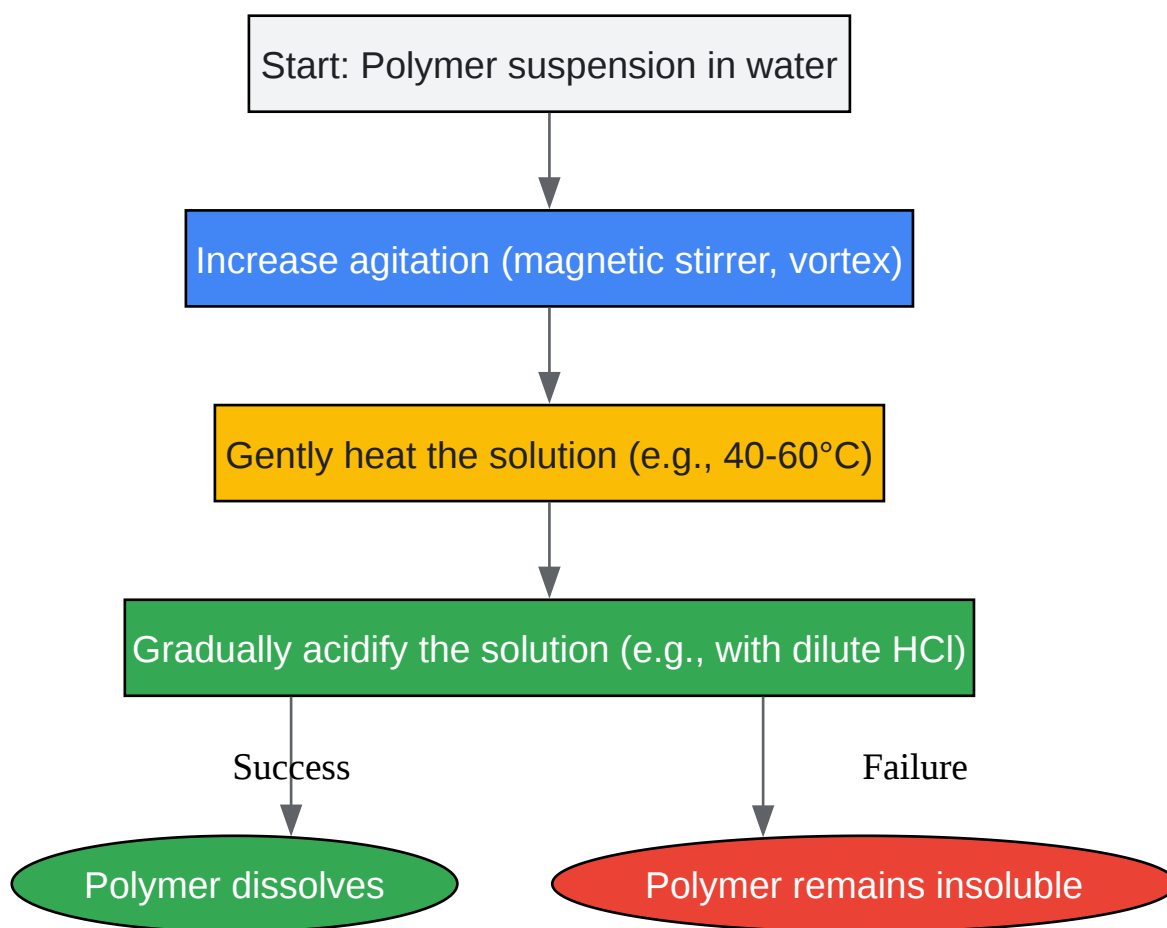 Start: Polymer suspension in water
Increase agitation (magnetic stirrer, vortex)
Gently heat the solution (e.g., 40-60°C)
Gradually acidify the solution (e.g., with dilute HCl)
Success
Failure
Polymer dissolves
Polymer remains insoluble